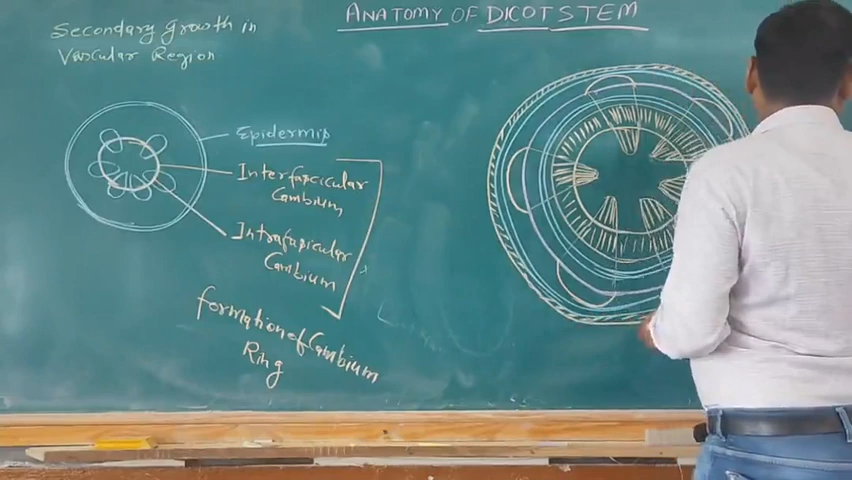 Secondary Growth in
Vascular Region
ANATOMY OF DICOT STEM
Epidermis
Interfascicular
Cambium
Intrafascicular
Cambium
formation of Cambium
Ring